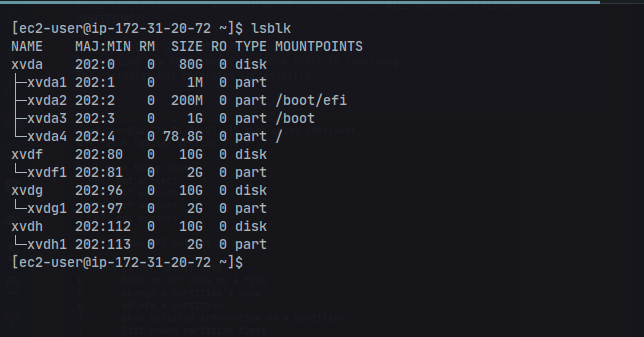 [ec2-user@ip-172-31-20-72 ~]$ lsblk
NAME    MAJ:MIN RM  SIZE RO TYPE MOUNTPOINTS
xvda    202:0    0   80G  0 disk
├─xvda1 202:1    0    1M  0 part
├─xvda2 202:2    0  200M  0 part /boot/efi
├─xvda3 202:3    0    1G  0 part /boot
└─xvda4 202:4    0 78.8G  0 part /
xvdf    202:80   0   10G  0 disk
└─xvdf1 202:81   0    2G  0 part
xvdg    202:96   0   10G  0 disk
└─xvdg1 202:97   0    2G  0 part
xvdh    202:112  0   10G  0 disk
└─xvdh1 202:113  0    2G  0 part
[ec2-user@ip-172-31-20-72 ~]$